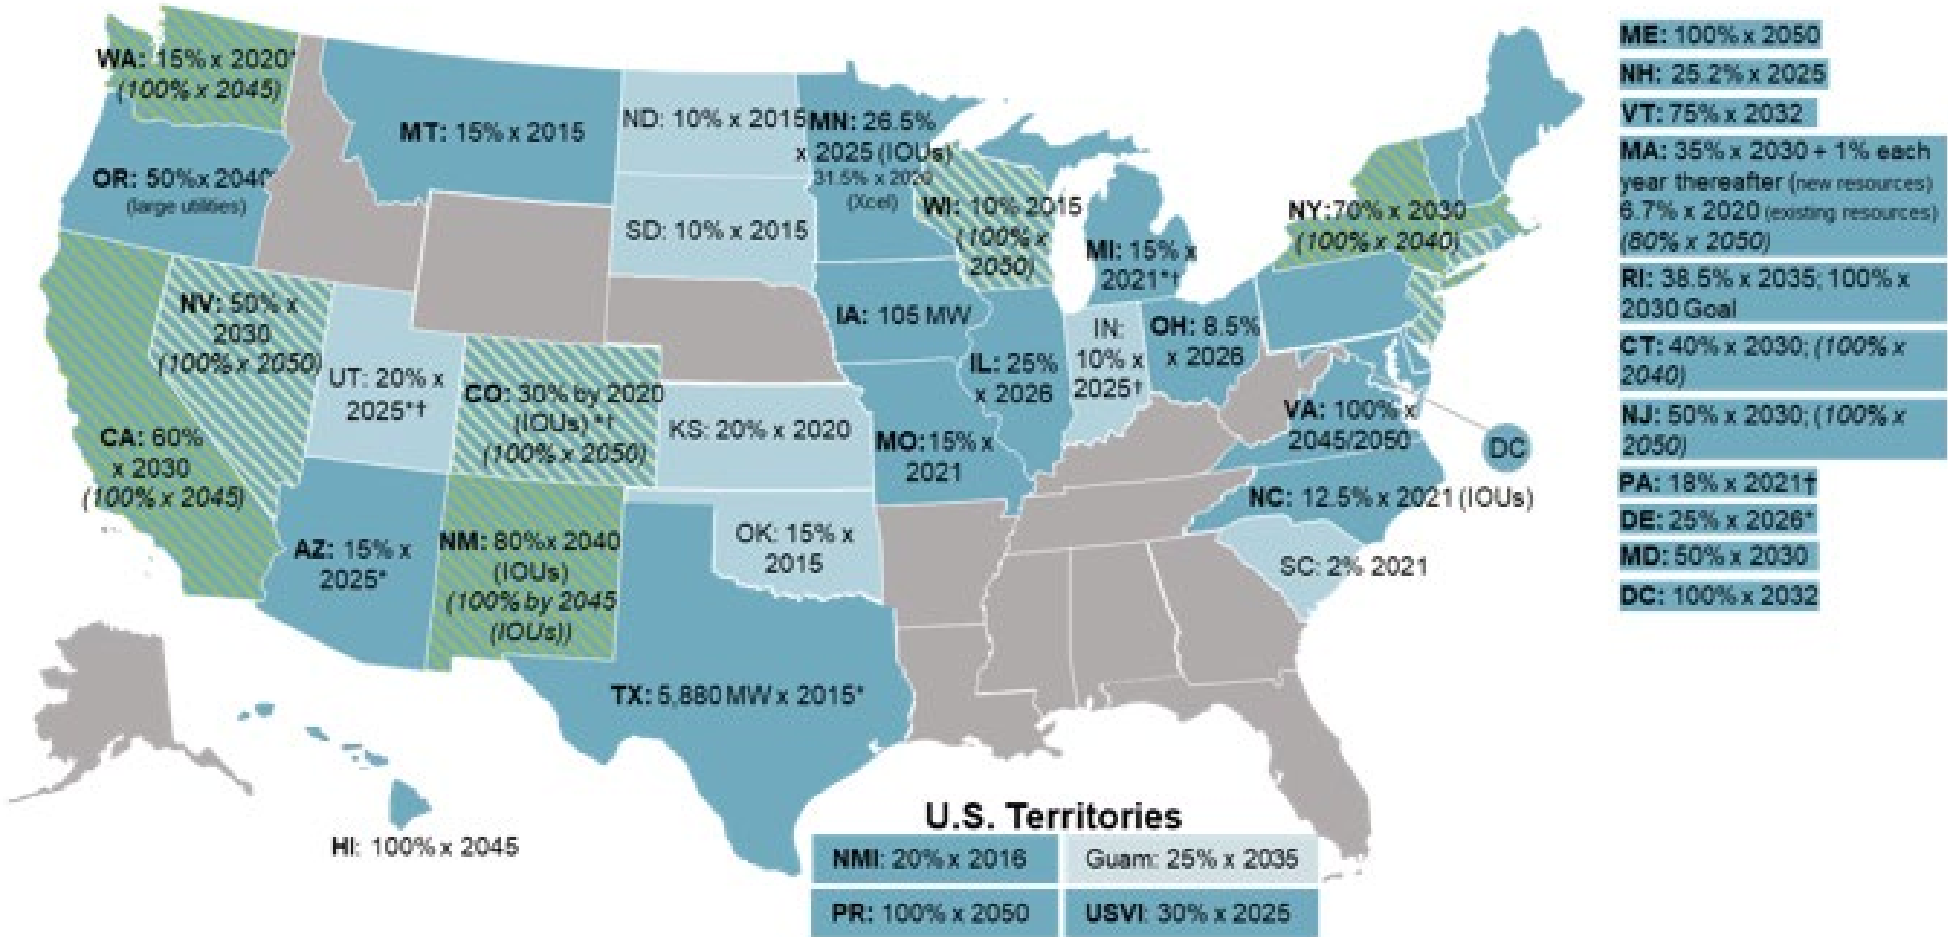 WA: 15% x 2020*
(100% x 2045)
OR: 50%x 2040*
(large utilities)
CA: 60%
x 2030
(100% x 2045)
NV: 50% x
2030
(100% x 2050)
MT: 15% x 2015
UT: 20% x
2025*†
AZ: 15% x
2025*
CO: 30% by 2020
(IOUs) *†
(100% x 2050)
NM: 80%x 2040
(IOUs)
(100% by 2045
(IOUs))
ND: 10% x 2015
SD: 10% x 2015
KS: 20% x 2020
OK: 15% x
2015
TX: 5,880 MW x 2015*
MN: 26.5%
x 2025 (IOUs)
31.5% x 2020
(Xcel)
IA: 105 MW
MO: 15% x
2021
WI: 10% 2015
(100% x
2050)
IL: 25%
x 2026
MI: 15% x
2021*†
IN:
10% x
2025†
OH: 8.5%
x 2026
NY:70% x 2030
(100% x 2040)
VA: 100% x
2045/2050
DC
NC: 12.5% x 2021 (IOUs)
SC: 2% 2021
HI: 100% x 2045
U.S. Territories
NMI: 20% x 2016
Guam: 25% x 2035
PR: 100% x 2050
USVI: 30% x 2025
ME: 100% x 2050
NH: 25.2% x 2025
VT: 75% x 2032
MA: 35% x 2030 + 1% each
year thereafter (new resources)
6.7% x 2020 (existing resources)
(80% x 2050)
RI: 38.5% x 2035; 100% x
2030 Goal
CT: 40% x 2030; (100% x
2040)
NJ: 50% x 2030; (100% x
2050)
PA: 18% x 2021†
DE: 25% x 2026*
MD: 50% x 2030
DC: 100% x 2032